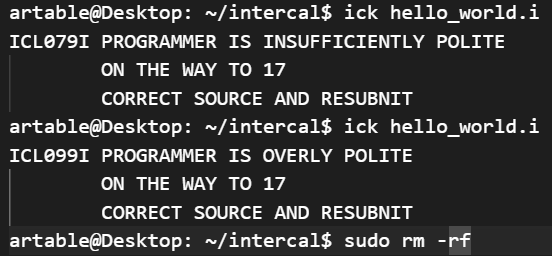 artable@Desktop: ~/intercal$ ick hello_world.i
ICL079I PROGRAMMER IS INSUFFICIENTLY POLITE
ON THE WAY TO 17
CORRECT SOURCE AND RESUBNIT
artable@Desktop: ~/intercal$ ick hello_world.i
ICL099I PROGRAMMER IS OVERLY POLITE
ON THE WAY TO 17
CORRECT SOURCE AND RESUBNIT
artable@Desktop: ~/intercal$ sudo rm -rf